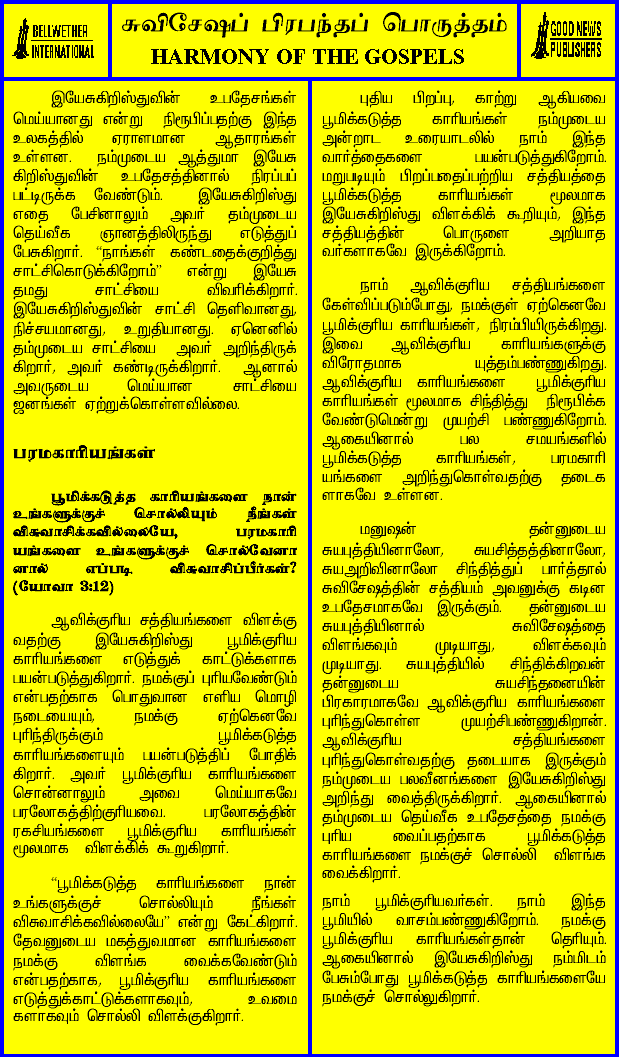 BELLWETHER
INTERNATIONAL
சுவிசேஷப் பிரபந்தப் பொருத்தம்
HARMONY OF THE GOSPELS
GOOD NEWS
PUBLISHERS
இயேசுகிறிஸ்துவின் உபதேசங்கள்
மெய்யானது என்று நிரூபிப்பதற்கு இந்த
உலகத்தில் ஏராளமான ஆதாரங்கள்
உள்ளன. நம்முடைய ஆத்துமா இயேசு
கிறிஸ்துவின் உபதேசத்தினால் நிரப்பப்
பட்டிருக்க வேண்டும். இயேசுகிறிஸ்து
எதை பேசினாலும் அவர் தம்முடைய
தெய்வீக ஞானத்திலிருந்து எடுத்துப்
பேசுகிறார். “நாங்கள் கண்டதைக்குறித்து
சாட்சிகொடுக்கிறோம்” என்று இயேசு
தமது சாட்சியை விவரிக்கிறார்.
இயேசுகிறிஸ்துவின் சாட்சி தெளிவானது,
நிச்சயமானது, உறுதியானது. ஏனெனில்
தம்முடைய சாட்சியை அவர் அறிந்திருக்
கிறார், அவர் கண்டிருக்கிறார். ஆனால்
அவருடைய மெய்யான சாட்சியை
ஜனங்கள் ஏற்றுக்கொள்ளவில்லை.
பரமகாரியங்கள்
பூமிக்கடுத்த காரியங்களை நான்
உங்களுக்குச் சொல்லியும் நீங்கள்
விசுவாசிக்கவில்லையே, பரமகாரி
யங்களை உங்களுக்குச் சொல்வேனா
னால் எப்படி விசுவாசிப்பீர்கள்?
(யோவா 3:12)
ஆவிக்குரிய சத்தியங்களை விளக்கு
வதற்கு இயேசுகிறிஸ்து பூமிக்குரிய
காரியங்களை எடுத்துக் காட்டுக்களாக
பயன்படுத்துகிறார். நமக்குப் புரியவேண்டும்
என்பதற்காக பொதுவான எளிய மொழி
நடையையும், நமக்கு ஏற்கெனவே
புரிந்திருக்கும் பூமிக்கடுத்த
காரியங்களையும் பயன்படுத்திப் போதிக்
கிறார். அவர் பூமிக்குரிய காரியங்களை
சொன்னாலும் அவை மெய்யாகவே
பரலோகத்திற்குரியவை. பரலோகத்தின்
ரகசியங்களை பூமிக்குரிய காரியங்கள்
மூலமாக விளக்கிக் கூறுகிறார்.
“பூமிக்கடுத்த காரியங்களை நான்
உங்களுக்குச் சொல்லியும் நீங்கள்
விசுவாசிக்கவில்லையே” என்று கேட்கிறார்.
தேவனுடைய மகத்துவமான காரியங்களை
நமக்கு விளங்க வைக்கவேண்டும்
என்பதற்காக, பூமிக்குரிய காரியங்களை
எடுத்துக்காட்டுக்களாகவும், உவமை
களாகவும் சொல்லி விளக்குகிறார்.
புதிய பிறப்பு, காற்று ஆகியவை
பூமிக்கடுத்த காரியங்கள் நம்முடைய
அன்றாட உரையாடலில் நாம் இந்த
வார்த்தைகளை பயன்படுத்துகிறோம்.
மறுபடியும் பிறப்பதைப்பற்றிய சத்தியத்தை
பூமிக்கடுத்த காரியங்கள் மூலமாக
இயேசுகிறிஸ்து விளக்கிக் கூறியும், இந்த
சத்தியத்தின் பொருளை அறியாத
வர்களாகவே இருக்கிறோம்.
நாம் ஆவிக்குரிய சத்தியங்களை
கேள்விப்படும்போது, நமக்குள் ஏற்கெனவே
பூமிக்குரிய காரியங்கள், நிரம்பியிருக்கிறது.
இவை ஆவிக்குரிய காரியங்களுக்கு
விரோதமாக யுத்தம்பண்ணுகிறது.
ஆவிக்குரிய காரியங்களை பூமிக்குரிய
காரியங்கள் மூலமாக சிந்தித்து நிரூபிக்க
வேண்டுமென்று முயற்சி பண்ணுகிறோம்.
ஆகையினால் பல சமயங்களில்
பூமிக்கடுத்த காரியங்கள், பரமகாரி
யங்களை அறிந்துகொள்வதற்கு தடைக
ளாகவே உள்ளன.
மனுஷன் தன்னுடைய
சுயபுத்தியினாலோ, சுயசித்தத்தினாலோ,
சுயஅறிவினாலோ சிந்தித்துப் பார்த்தால்
சுவிசேஷத்தின் சத்தியம் அவனுக்கு கடின
உபதேசமாகவே இருக்கும். தன்னுடைய
சுயபுத்தியினால் சுவிசேஷத்தை
விளங்கவும் முடியாது, விளக்கவும்
முடியாது. சுயபுத்தியில் சிந்திக்கிறவன்
தன்னுடைய சுயசிந்தனையின்
பிரகாரமாகவே ஆவிக்குரிய காரியங்களை
புரிந்துகொள்ள முயற்சிபண்ணுகிறான்.
ஆவிக்குரிய சத்தியங்களை
புரிந்துகொள்வதற்கு தடையாக இருக்கும்
நம்முடைய பலவீனங்களை இயேசுகிறிஸ்து
அறிந்து வைத்திருக்கிறார். ஆகையினால்
தம்முடைய தெய்வீக உபதேசத்தை நமக்கு
புரிய வைப்பதற்காக பூமிக்கடுத்த
காரியங்களை நமக்குச் சொல்லி விளங்க
வைக்கிறார்.
நாம் பூமிக்குரியவர்கள். நாம் இந்த
பூமியில் வாசம்பண்ணுகிறோம். நமக்கு
பூமிக்குரிய காரியங்கள்தான் தெரியும்.
ஆகையினால் இயேசுகிறிஸ்து நம்மிடம்
பேசும்போது பூமிக்கடுத்த காரியங்களையே
நமக்குச் சொல்லுகிறார்.